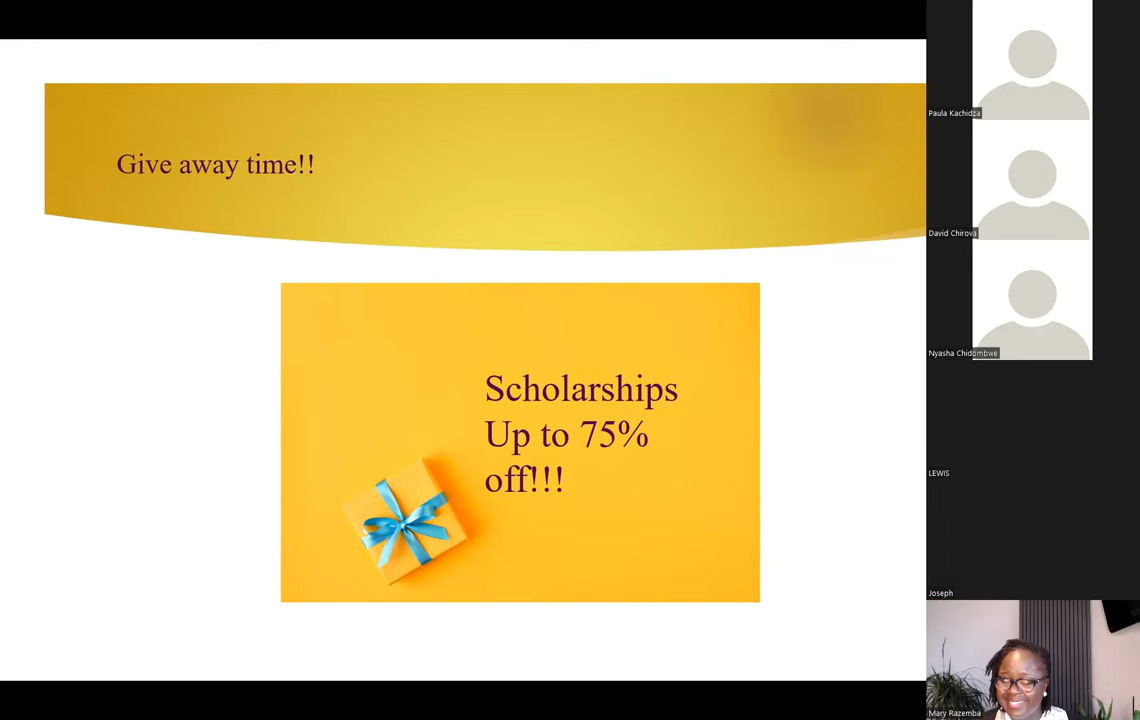 Give away time!!
Scholarships
Up to 75%
off!!!
Paula Kachidza
David Chirova
Nyasha Chidombwe
LEWIS
Joseph
Mary Razemba